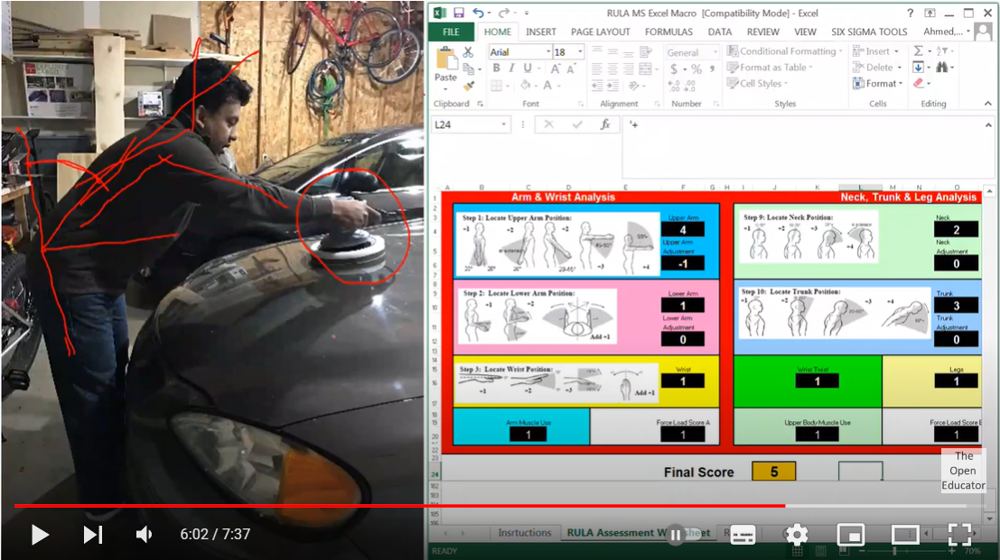 RULA MS Excel Macro [Compatibility Mode] - Excel
FILE HOME INSERT PAGE LAYOUT FORMULAS DATA REVIEW VIEW SIX SIGMA TOOLS Ahmed,...
Arial 18 General
Paste
B I U
Conditional Formatting
Format as Table
Cell Styles
Insert
Delete
Format
Clipboard Font Alignment Number Styles Cells Editing
L24 '+
A B C D E F G H I J K L M N O
Arm & Wrist Analysis
Neck, Trunk & Leg Analysis
Step 1: Locate Upper Arm Position:
Upper Arm
4
Upper Arm
Adjustment
-1
Step 9: Locate Neck Position:
Neck
2
Neck
Adjustment
0
Step 2: Locate Lower Arm Position:
Add +1
Lower Arm
1
Lower Arm
Adjustment
0
Step 10: Locate Trunk Position:
Trunk
3
Trunk
Adjustment
0
Step 3: Locate Wrist Position:
+1 +2 +3 Add +1
Wrist
1
Wrist Twist
1
Legs
1
Arm Muscle Use
1
Force Load Score A
1
Upper Body Muscle Use
1
Force Load Score
1
Final Score 5
The
Open
Educator
Insrtuctions RULA Assessment
READY 70%
6:02 / 7:37